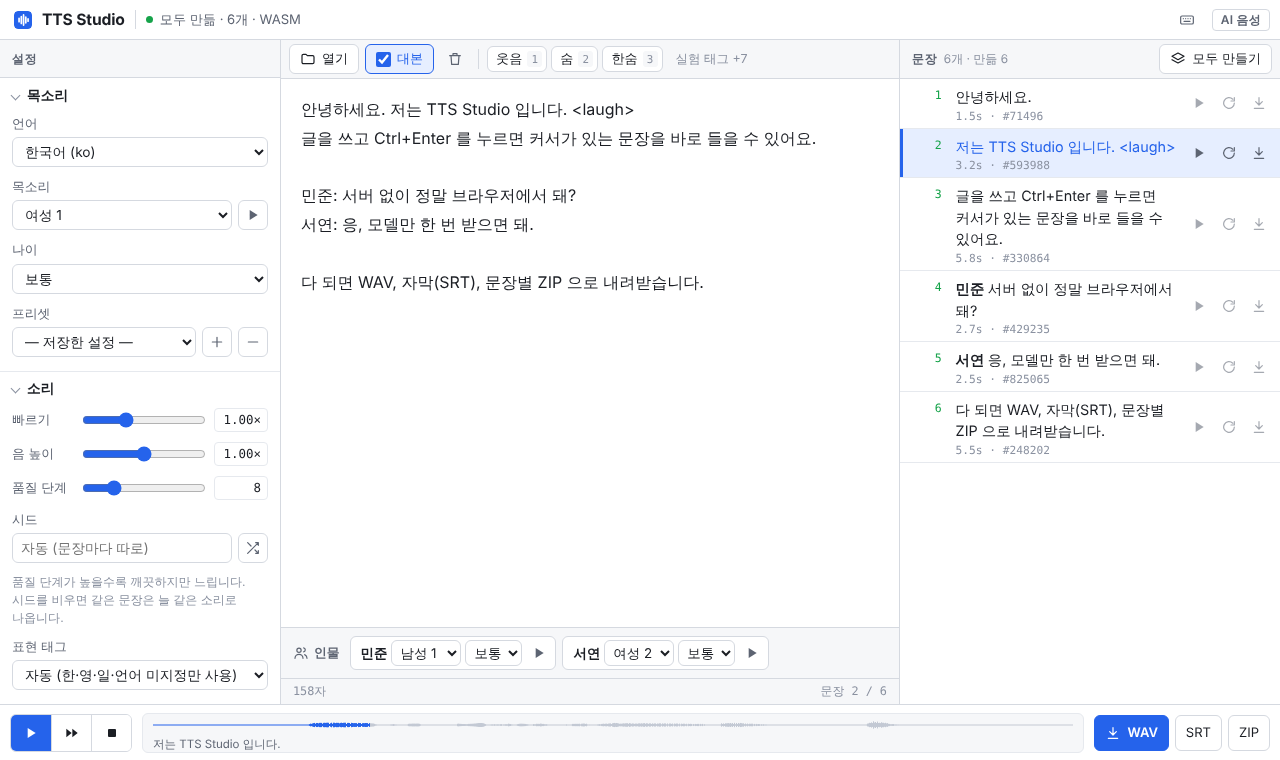 TTS Studio
모두 만듦 · 6개 · WASM
AI 음성
설정
목소리
언어
한국어 (ko)
목소리
여성 1
나이
보통
프리셋
— 저장한 설정 —
소리
빠르기
1.00×
음 높이
1.00×
품질 단계
8
시드
자동 (문장마다 따로)
품질 단계가 높을수록 깨끗하지만 느립니다.
시드를 비우면 같은 문장은 늘 같은 소리로
나옵니다.
표현 태그
자동 (한·영·일·언어 미지정만 사용)
열기
대본
웃음 1
숨 2
한숨 3
실험 태그 +7
안녕하세요. 저는 TTS Studio 입니다. <laugh>
글을 쓰고 Ctrl+Enter 를 누르면 커서가 있는 문장을 바로 들을 수 있어요.
민준: 서버 없이 정말 브라우저에서 돼?
서연: 응, 모델만 한 번 받으면 돼.
다 되면 WAV, 자막(SRT), 문장별 ZIP 으로 내려받습니다.
인물
민준 남성 1 보통
서연 여성 2 보통
158자
문장 2 / 6
문장 6개 · 만듦 6
모두 만들기
1 안녕하세요.
1.5s · #71496
2 저는 TTS Studio 입니다. <laugh>
3.2s · #593988
3 글을 쓰고 Ctrl+Enter 를 누르면
커서가 있는 문장을 바로 들을 수
있어요.
5.8s · #330864
4 민준 서버 없이 정말 브라우저에서
돼?
2.7s · #429235
5 서연 응, 모델만 한 번 받으면 돼.
2.5s · #825065
6 다 되면 WAV, 자막(SRT), 문장별
ZIP 으로 내려받습니다.
5.5s · #248202
저는 TTS Studio 입니다.
WAV
SRT
ZIP